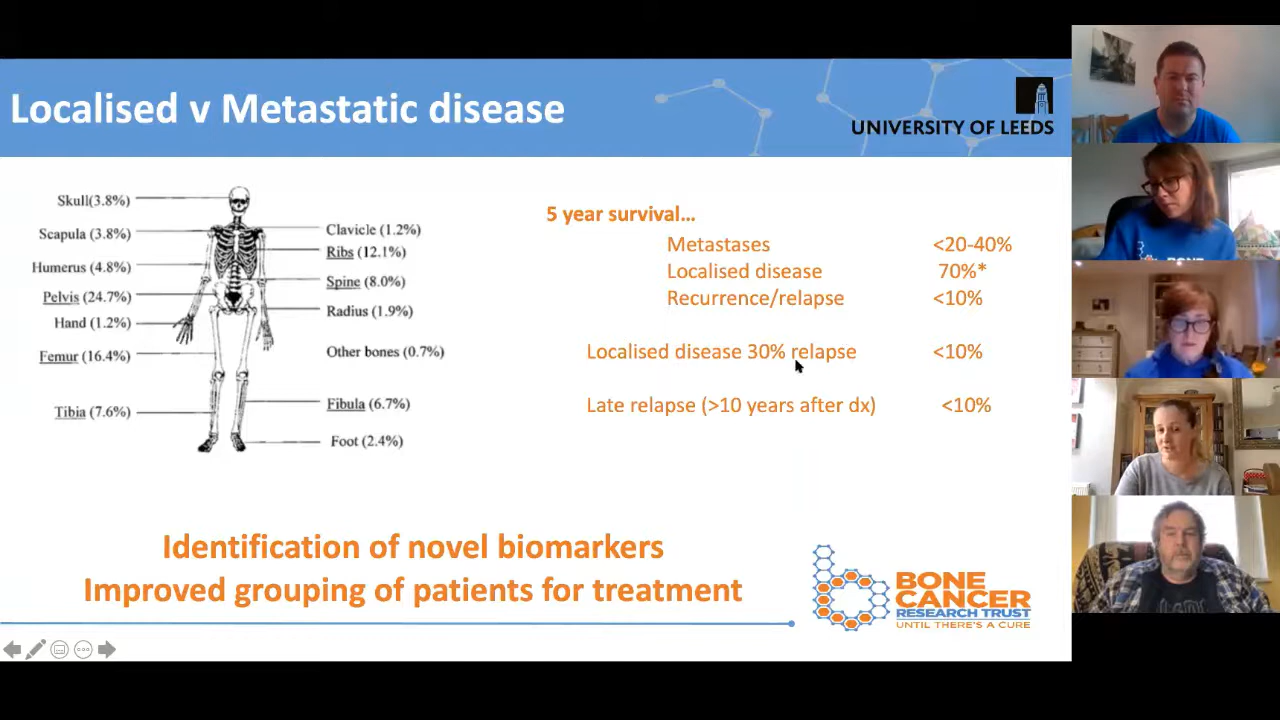 Localised v Metastatic disease
UNIVERSITY OF LEEDS
Skull(3.8%)
Scapula (3.8%)
Humerus (4.8%)
Pelvis (24.7%)
Hand (1.2%)
Femur (16.4%)
Tibia (7.6%)
Clavicle (1.2%)
Ribs (12.1%)
Spine (8.0%)
Radius (1.9%)
Other bones (0.7%)
Fibula (6.7%)
Foot (2.4%)
5 year survival...
Metastases <20-40%
Localised disease 70%*
Recurrence/relapse <10%
Localised disease 30% relapse <10%
Late relapse (>10 years after dx) <10%
Identification of novel biomarkers
Improved grouping of patients for treatment
BONE
CANCER
RESEARCH TRUST
UNTIL THERE'S A CURE